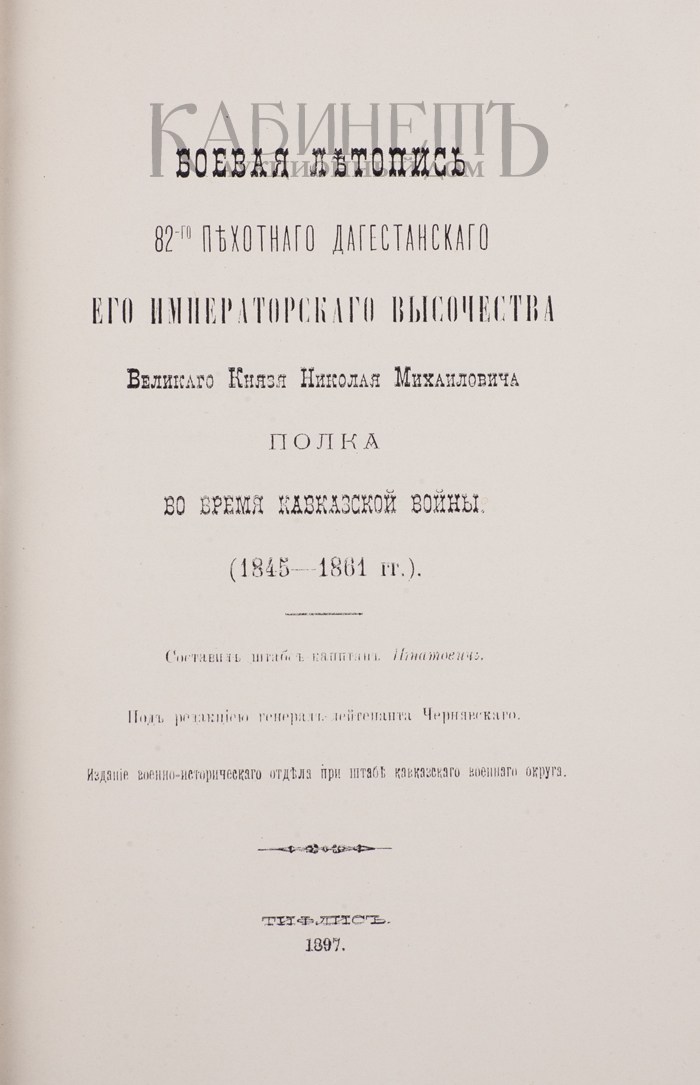 КАБИНЕТЪ
АУКЦИОННЫЙ ДОМ
БОЕВАЯ ЛѢТОПИСЬ
82-ГО ПѢХОТНАГО ДАГЕСТАНСКАГО
ЕГО ИМПЕРАТОРСКАГО ВЫСОЧЕСТВА
ВЕЛИКАГО КНЯЗЯ НИКОЛАЯ МИХАИЛОВИЧА
ПОЛКА
ВО ВРЕМЯ КАВКАЗСКОЙ ВОЙНЫ.
(1845—1861 гг.).
Составилъ штабсъ капитанъ Игнатовичъ.
Подъ редакціею генералъ-лейтенанта Чернявскаго.
Изданіе военно-историческаго отдѣла при штабѣ кавказскаго военнаго округа.
ТИФЛИСЪ.
1897.